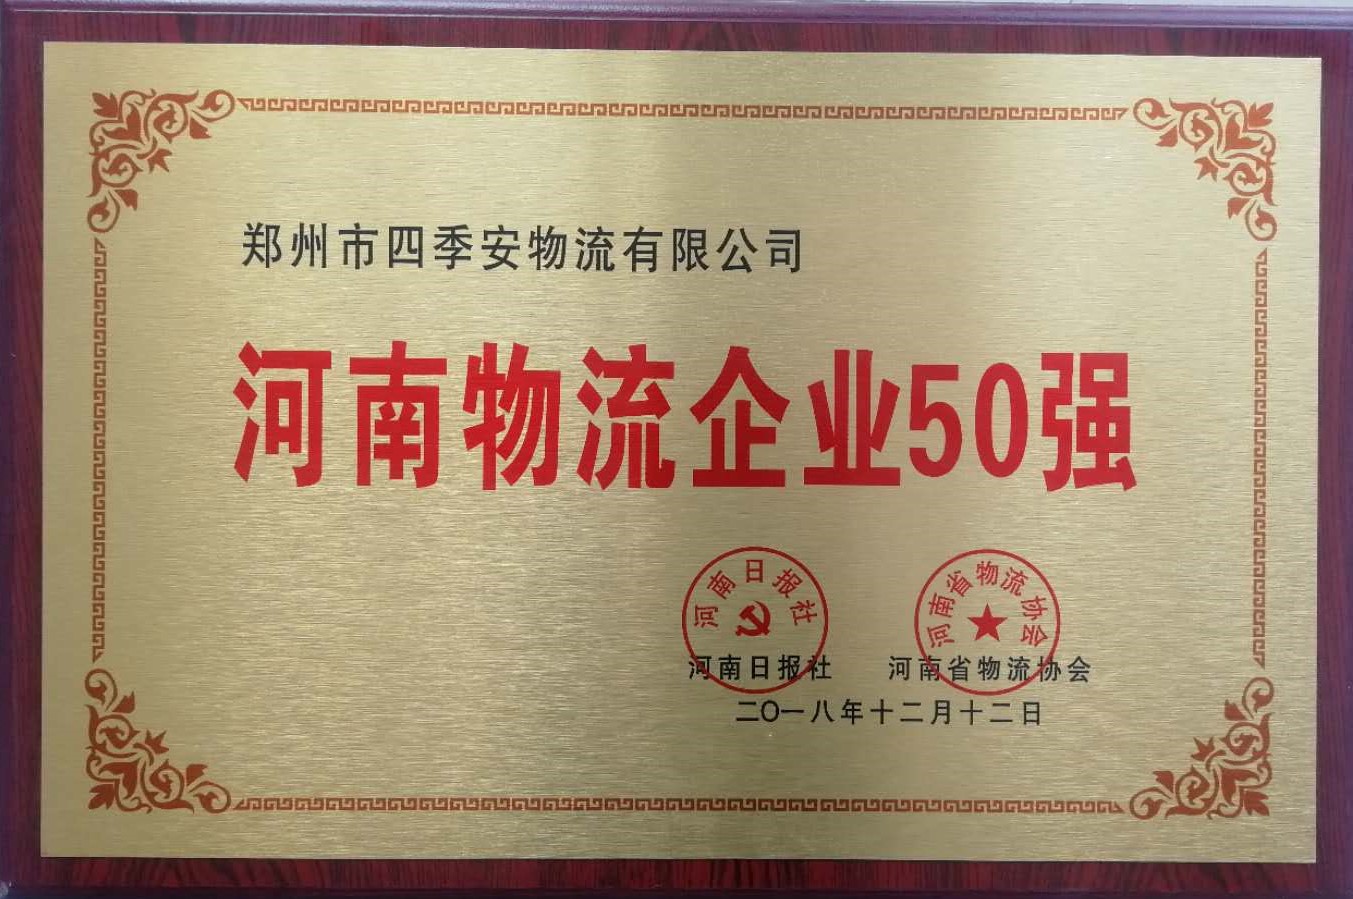 郑州市四季安物流有限公司
河南物流企业50强
河南日报社
河南省物流协会
河南日报社 河南省物流协会
二〇一八年十二月十二日